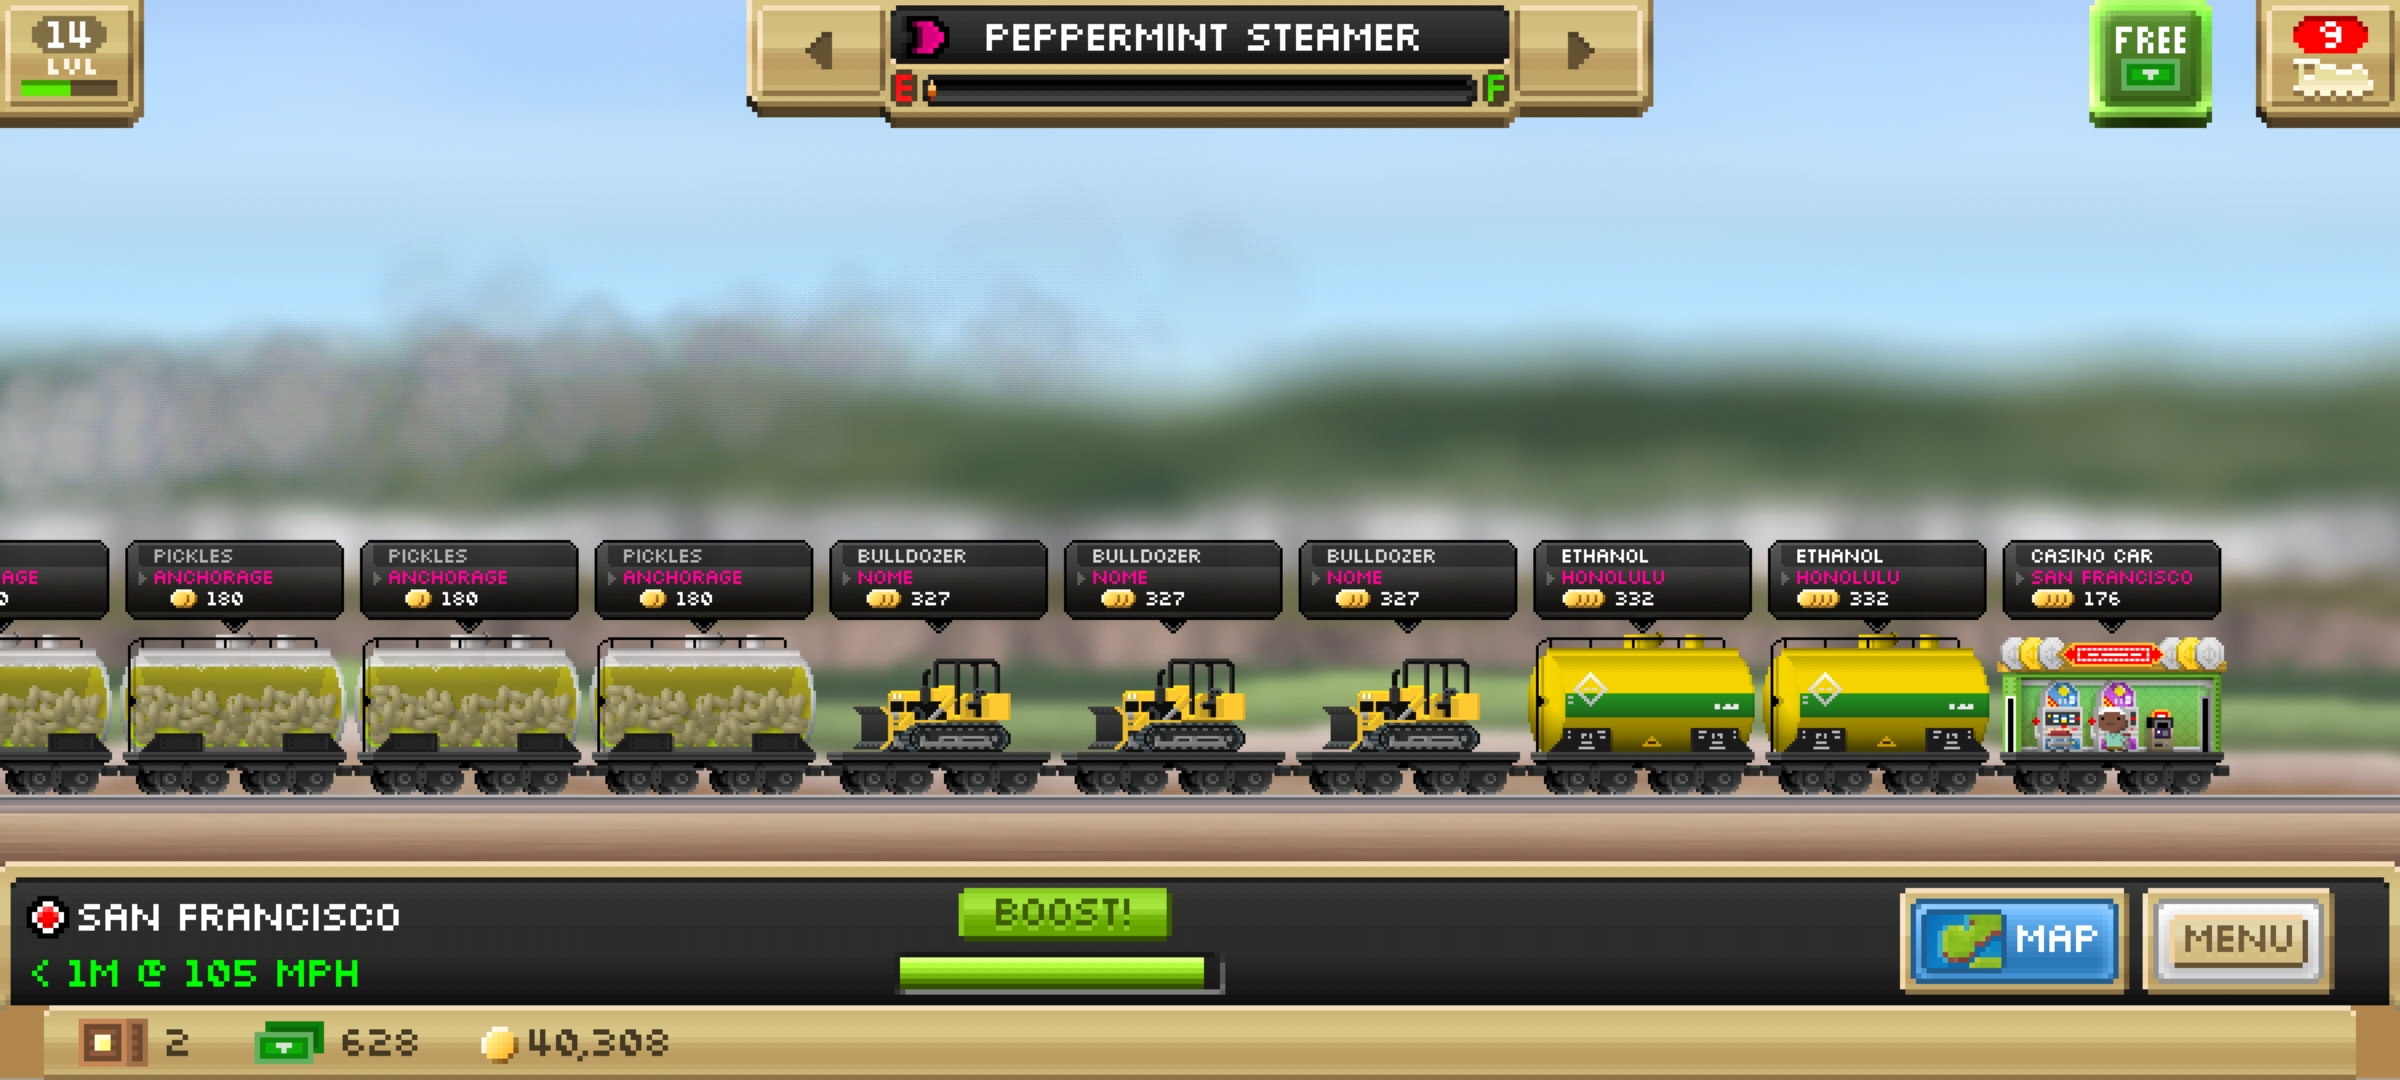 14
LVL
PEPPERMINT STEAMER
E
F
FREE
9
AGE
0
PICKLES
ANCHORAGE
180
PICKLES
ANCHORAGE
180
PICKLES
ANCHORAGE
180
BULLDOZER
NOME
327
BULLDOZER
NOME
327
BULLDOZER
NOME
327
ETHANOL
HONOLULU
332
ETHANOL
HONOLULU
332
CASINO CAR
SAN FRANCISCO
176
SAN FRANCISCO
< 1M @ 105 MPH
BOOST!
MAP
MENU
2
628
40,308